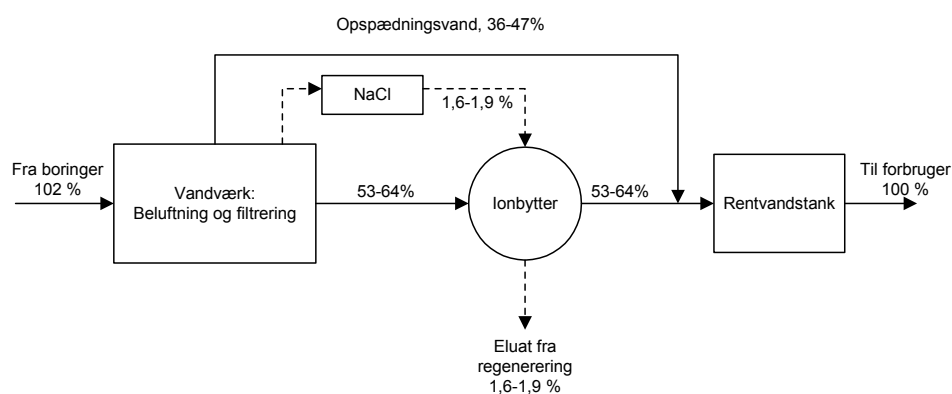 Opspædningsvand, 36-47%
NaCl
1,6-1,9 %
Fra boringer
102 %
Vandværk:
Beluftning og filtrering
53-64%
Ionbytter
53-64%
Rentvandstank
Til forbruger
100 %
Eluat fra
regenerering
1,6-1,9 %